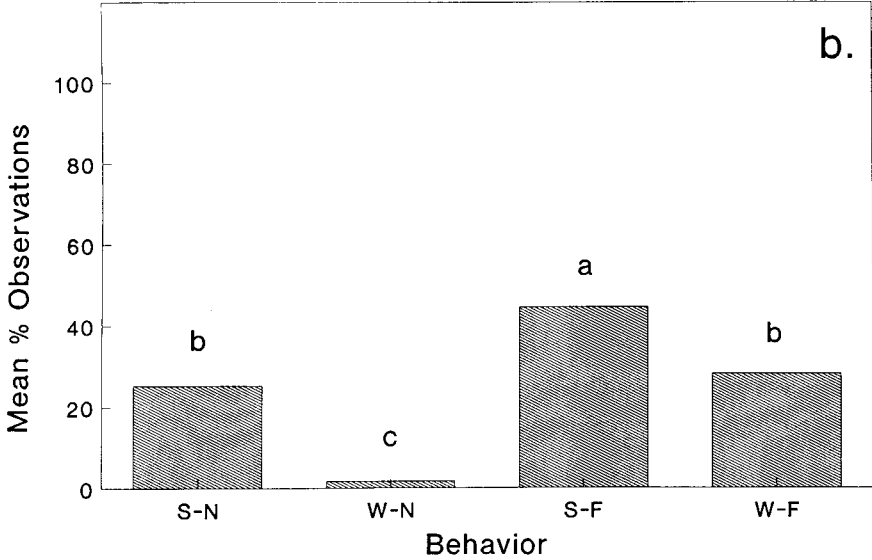 b.
Mean % Observations
100
80
60
40
20
0
b
c
a
b
S-N W-N S-F W-F
Behavior